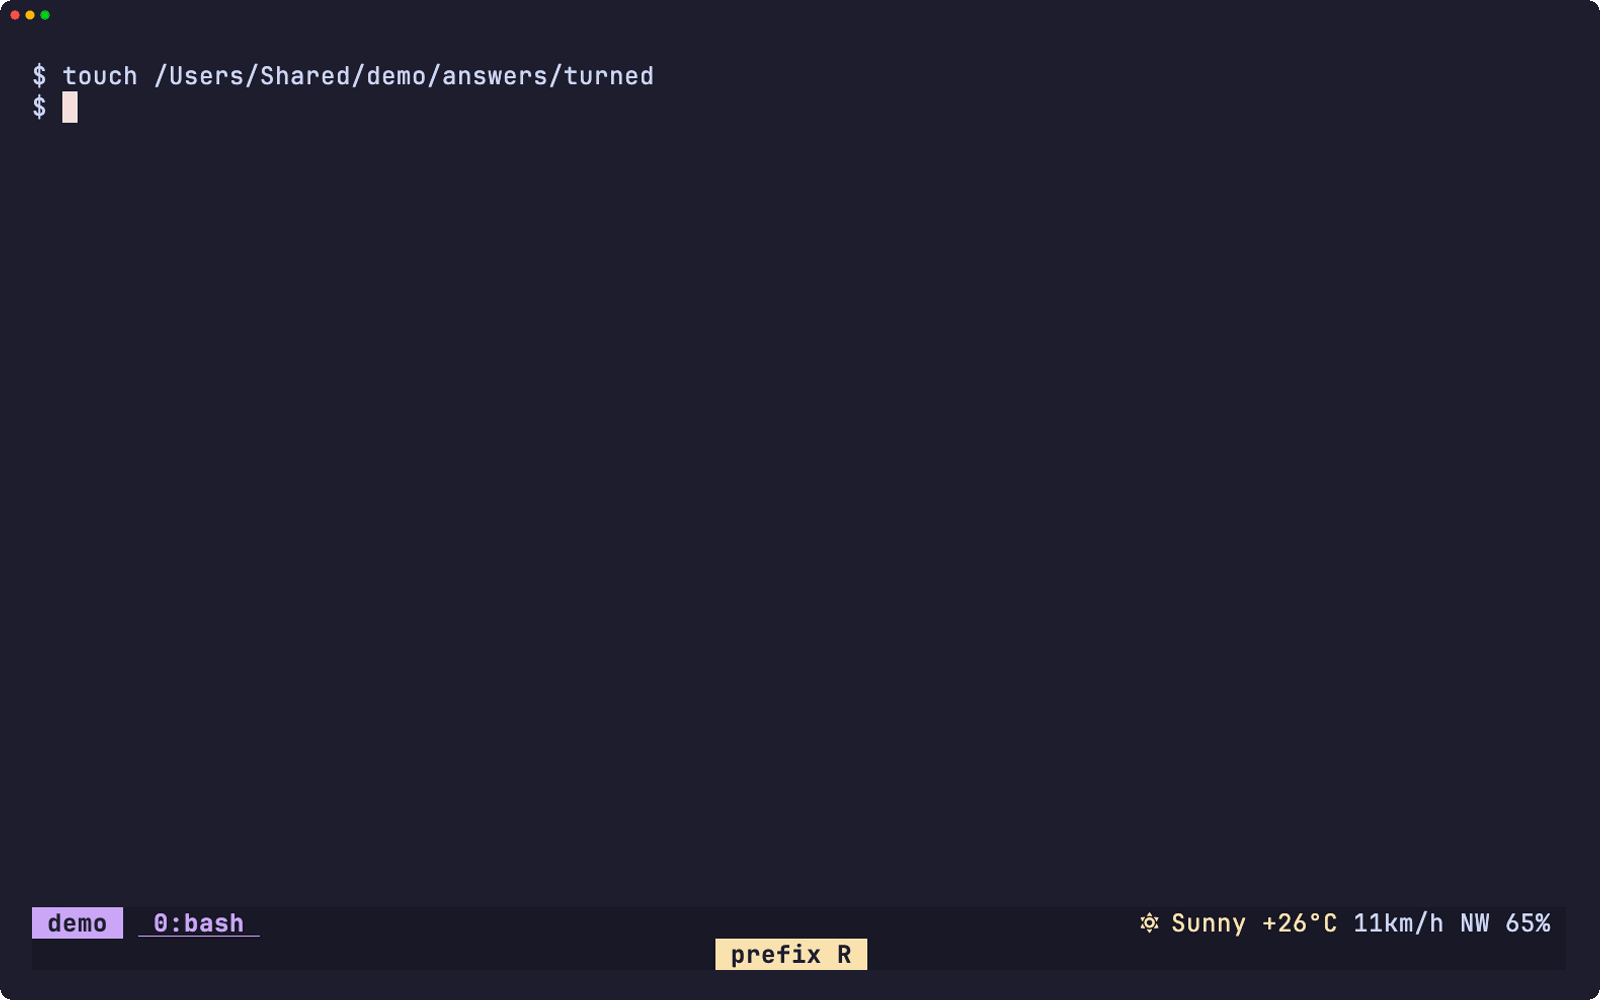 $ touch /Users/Shared/demo/answers/turned
$
demo 0:bash Sunny +26°C 11km/h NW 65%
prefix R